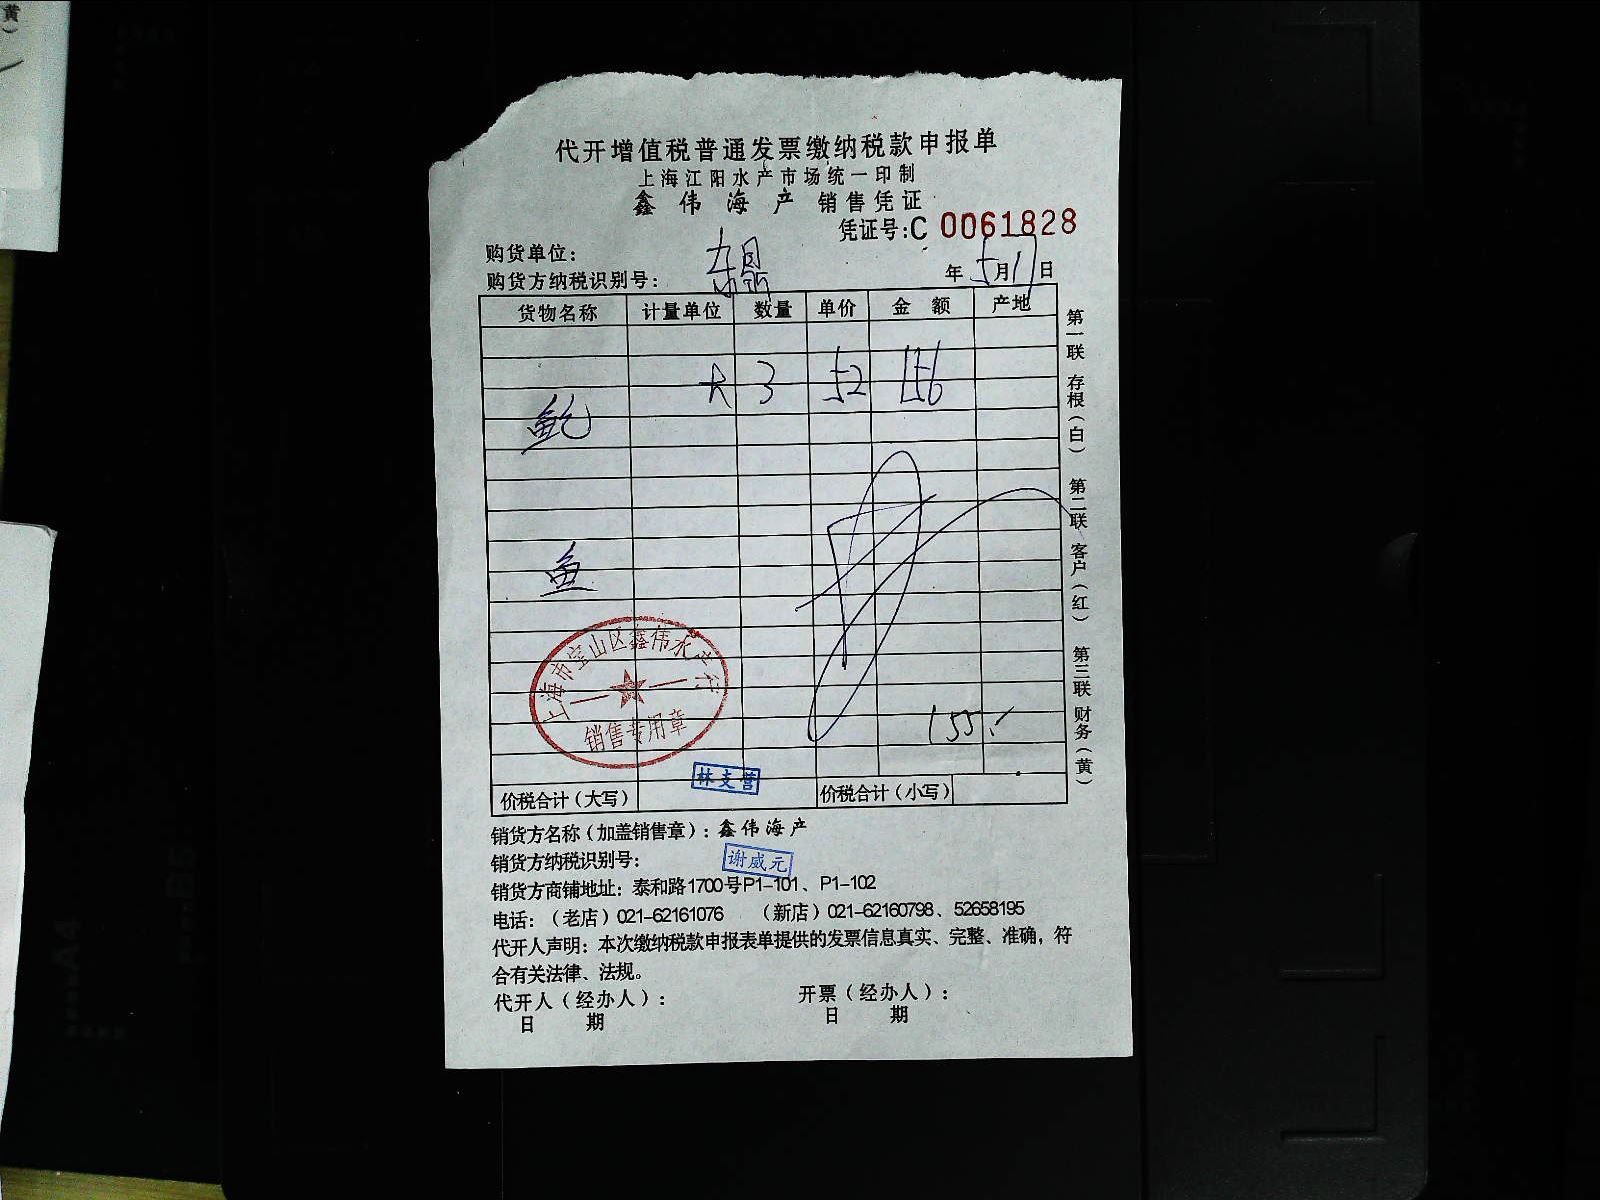 代开增值税普通发票缴纳税款申报单
上海江阳水产市场统一印制
鑫伟海产 销售凭证
凭证号:C 0061828
购货单位:
购货方纳税识别号:
东鼎
年 5月1日
货物名称 计量单位 数量 单价 金额 产地
鲍 3 52 156
鱼
上海市宝山区鑫伟水产行
销售专用章
155.
林支营
价税合计(大写) 价税合计(小写)
销货方名称(加盖销售章):鑫伟海产
销货方纳税识别号:
谢威元
销货方商铺地址:泰和路1700号P1-101、P1-102
电话:(老店)021-62161076 (新店)021-62160798、52658195
代开人声明:本次缴纳税款申报表单提供的发票信息真实、完整、准确,符
合有关法律、法规。
代开人(经办人): 开票(经办人):
日 期 日 期
第一联 存根(白) 第二联 客户(红) 第三联 财务(黄)
黄)